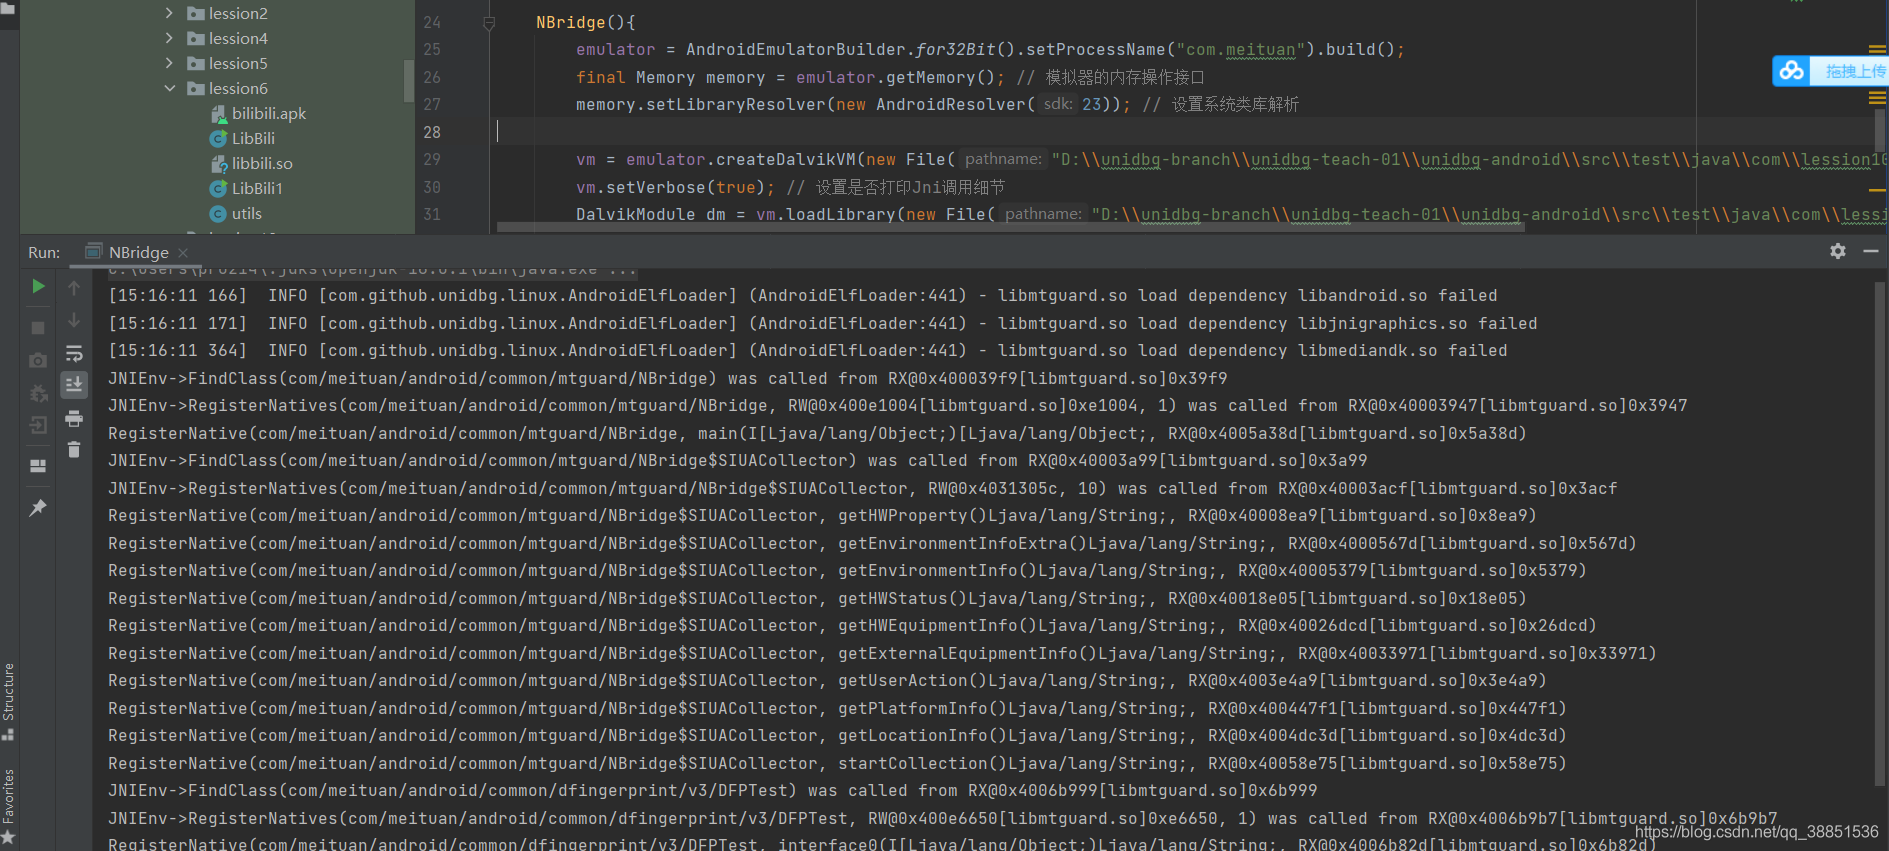 lession2
lession4
lession5
lession6
bilibili.apk
LibBili
libbili.so
LibBili1
utils
24 NBridge(){
25 emulator = AndroidEmulatorBuilder.for32Bit().setProcessName("com.meituan").build();
26 final Memory memory = emulator.getMemory(); // 模拟器的内存操作接口
27 memory.setLibraryResolver(new AndroidResolver( sdk: 23)); // 设置系统类库解析
28
29 vm = emulator.createDalvikVM(new File( pathname: "D:\\unidbg-branch\\unidbg-teach-01\\unidbg-android\\src\\test\\java\\com\\lession10
30 vm.setVerbose(true); // 设置是否打印Jni调用细节
31 DalvikModule dm = vm.loadLibrary(new File( pathname: "D:\\unidbg-branch\\unidbg-teach-01\\unidbg-android\\src\\test\\java\\com\\lessi
拖拽上传
Run: NBridge
C:\Users\pro214\.jdks\openjdk-16.0.1\bin\java.exe ...
[15:16:11 166]  INFO [com.github.unidbg.linux.AndroidElfLoader] (AndroidElfLoader:441) - libmtguard.so load dependency libandroid.so failed
[15:16:11 171]  INFO [com.github.unidbg.linux.AndroidElfLoader] (AndroidElfLoader:441) - libmtguard.so load dependency libjnigraphics.so failed
[15:16:11 364]  INFO [com.github.unidbg.linux.AndroidElfLoader] (AndroidElfLoader:441) - libmtguard.so load dependency libmediandk.so failed
JNIEnv->FindClass(com/meituan/android/common/mtguard/NBridge) was called from RX@0x400039f9[libmtguard.so]0x39f9
JNIEnv->RegisterNatives(com/meituan/android/common/mtguard/NBridge, RW@0x400e1004[libmtguard.so]0xe1004, 1) was called from RX@0x40003947[libmtguard.so]0x3947
RegisterNative(com/meituan/android/common/mtguard/NBridge, main(I[Ljava/lang/Object;)[Ljava/lang/Object;, RX@0x4005a38d[libmtguard.so]0x5a38d)
JNIEnv->FindClass(com/meituan/android/common/mtguard/NBridge$SIUACollector) was called from RX@0x40003a99[libmtguard.so]0x3a99
JNIEnv->RegisterNatives(com/meituan/android/common/mtguard/NBridge$SIUACollector, RW@0x4031305c, 10) was called from RX@0x40003acf[libmtguard.so]0x3acf
RegisterNative(com/meituan/android/common/mtguard/NBridge$SIUACollector, getHWProperty()Ljava/lang/String;, RX@0x40008ea9[libmtguard.so]0x8ea9)
RegisterNative(com/meituan/android/common/mtguard/NBridge$SIUACollector, getEnvironmentInfoExtra()Ljava/lang/String;, RX@0x4000567d[libmtguard.so]0x567d)
RegisterNative(com/meituan/android/common/mtguard/NBridge$SIUACollector, getEnvironmentInfo()Ljava/lang/String;, RX@0x40005379[libmtguard.so]0x5379)
RegisterNative(com/meituan/android/common/mtguard/NBridge$SIUACollector, getHWStatus()Ljava/lang/String;, RX@0x40018e05[libmtguard.so]0x18e05)
RegisterNative(com/meituan/android/common/mtguard/NBridge$SIUACollector, getHWEquipmentInfo()Ljava/lang/String;, RX@0x40026dcd[libmtguard.so]0x26dcd)
RegisterNative(com/meituan/android/common/mtguard/NBridge$SIUACollector, getExternalEquipmentInfo()Ljava/lang/String;, RX@0x40033971[libmtguard.so]0x33971)
RegisterNative(com/meituan/android/common/mtguard/NBridge$SIUACollector, getUserAction()Ljava/lang/String;, RX@0x4003e4a9[libmtguard.so]0x3e4a9)
RegisterNative(com/meituan/android/common/mtguard/NBridge$SIUACollector, getPlatformInfo()Ljava/lang/String;, RX@0x400447f1[libmtguard.so]0x447f1)
RegisterNative(com/meituan/android/common/mtguard/NBridge$SIUACollector, getLocationInfo()Ljava/lang/String;, RX@0x4004dc3d[libmtguard.so]0x4dc3d)
RegisterNative(com/meituan/android/common/mtguard/NBridge$SIUACollector, startCollection()Ljava/lang/String;, RX@0x40058e75[libmtguard.so]0x58e75)
JNIEnv->FindClass(com/meituan/android/common/dfingerprint/v3/DFPTest) was called from RX@0x4006b999[libmtguard.so]0x6b999
JNIEnv->RegisterNatives(com/meituan/android/common/dfingerprint/v3/DFPTest, RW@0x400e6650[libmtguard.so]0xe6650, 1) was called from RX@0x4006b9b7[libmtguard.so]0x6b9b7
RegisterNative(com/meituan/android/common/dfingerprint/v3/DFPTest, interface0(I[Ljava/lang/Object;)Ljava/lang/String;, RX@0x4006b82d[libmtguard.so]0x6b82d)
Structure
Favorites
https://blog.csdn.net/qq_38851536